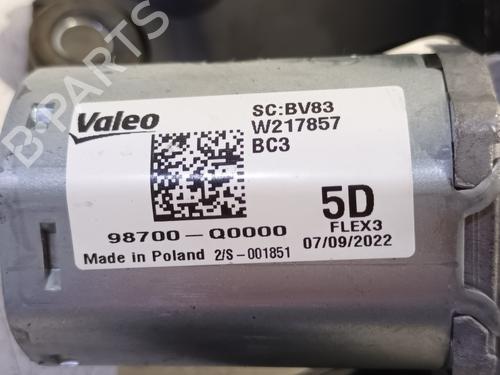 Valeo
SC:BV83
W217857
BC3
5D
FLEX3
98700-Q0000
07/09/2022
Made in Poland 2/S-001851
B-PARTS